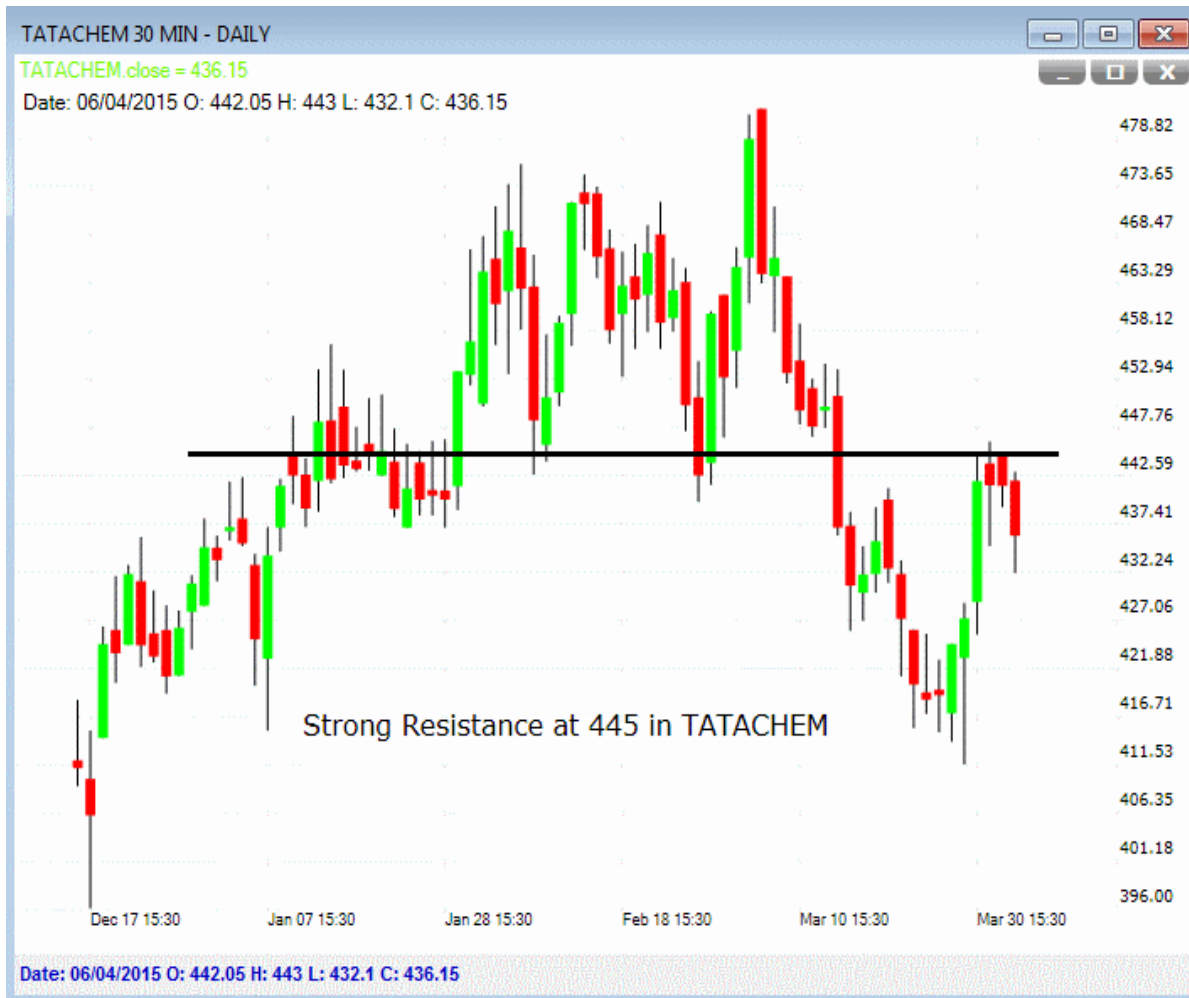 TATACHEM 30 MIN - DAILY
TATACHEM.close = 436.15
Date: 06/04/2015 O: 442.05 H: 443 L: 432.1 C: 436.15
478.82
473.65
468.47
463.29
458.12
452.94
447.76
442.59
437.41
432.24
427.06
421.88
416.71
411.53
406.35
401.18
396.00
Strong Resistance at 445 in TATACHEM
Dec 17 15:30 Jan 07 15:30 Jan 28 15:30 Feb 18 15:30 Mar 10 15:30 Mar 30 15:30
Date: 06/04/2015 O: 442.05 H: 443 L: 432.1 C: 436.15